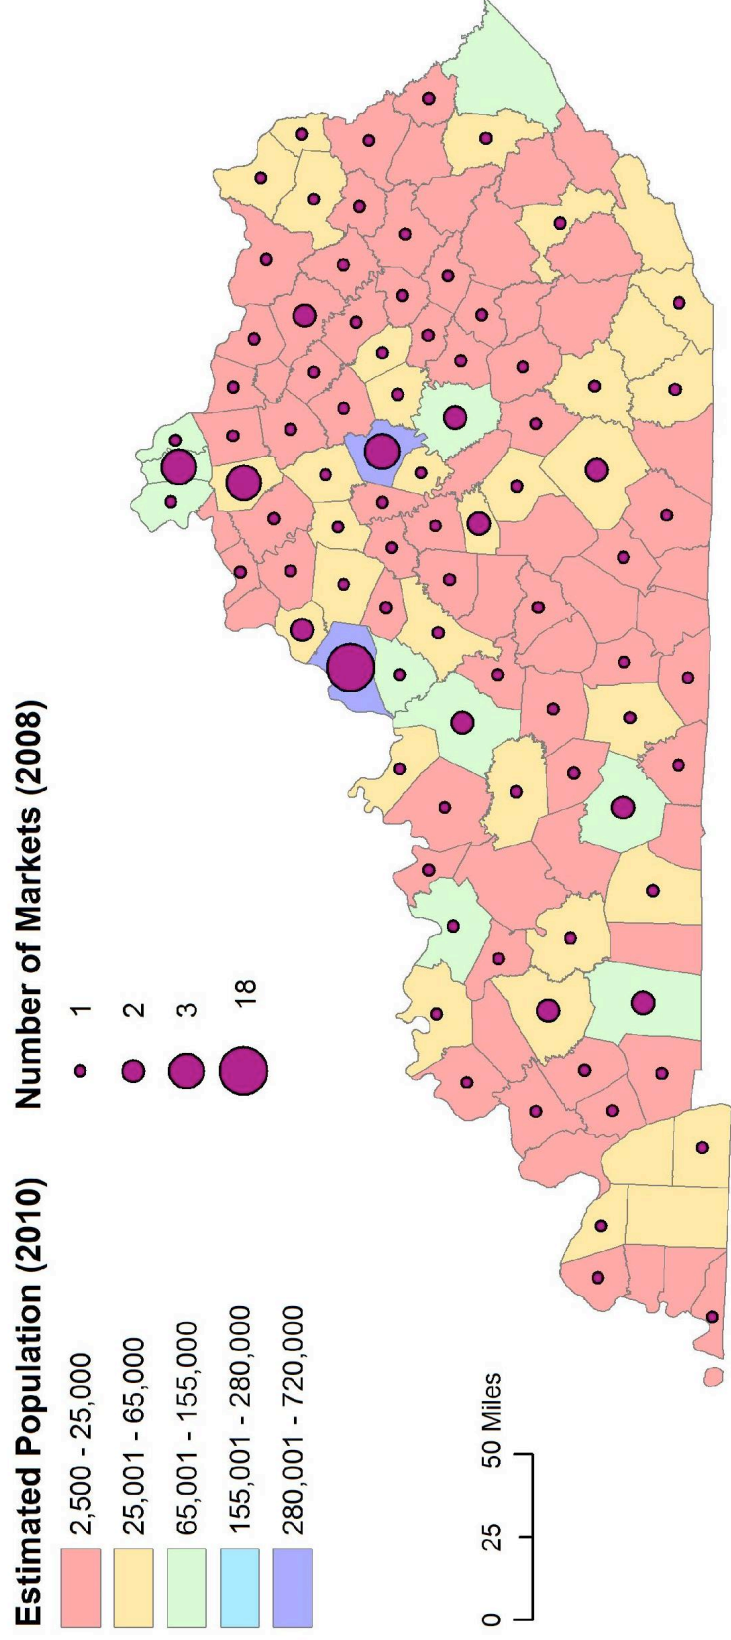 Estimated Population (2010)
2,500 - 25,000
25,001 - 65,000
65,001 - 155,000
155,001 - 280,000
280,001 - 720,000
Number of Markets (2008)
1
2
3
18
0 25 50 Miles